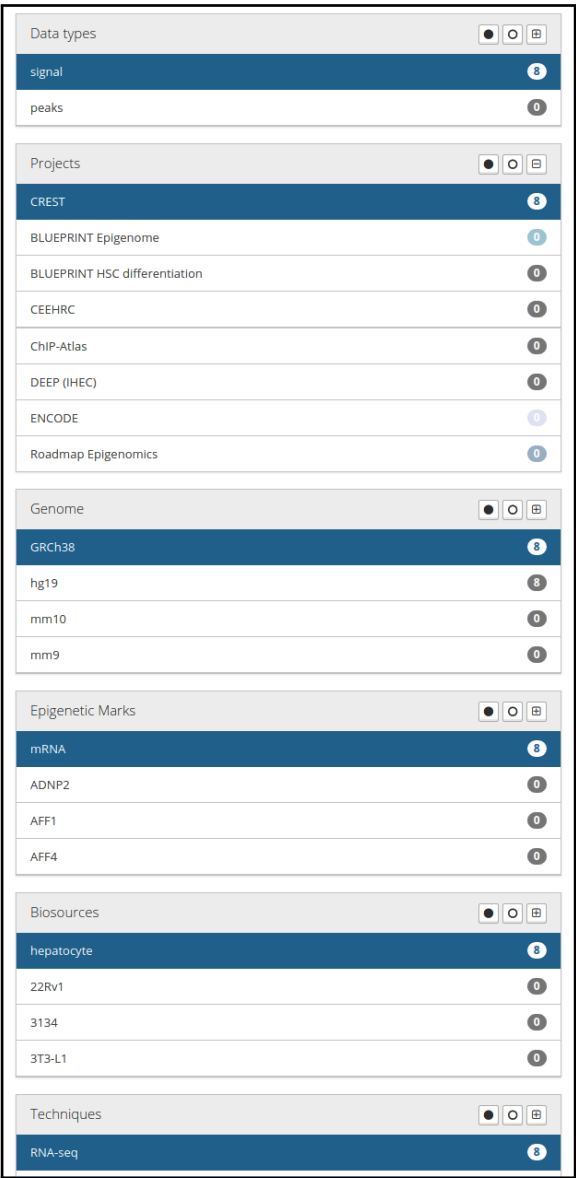 Data types
signal 8
peaks 0
Projects
CREST 8
BLUEPRINT Epigenome 0
BLUEPRINT HSC differentiation 0
CEEHRC 0
ChIP-Atlas 0
DEEP (IHEC) 0
ENCODE 0
Roadmap Epigenomics 0
Genome
GRCh38 8
hg19 8
mm10 0
mm9 0
Epigenetic Marks
mRNA 8
ADNP2 0
AFF1 0
AFF4 0
Biosources
hepatocyte 8
22Rv1 0
3134 0
3T3-L1 0
Techniques
RNA-seq 8